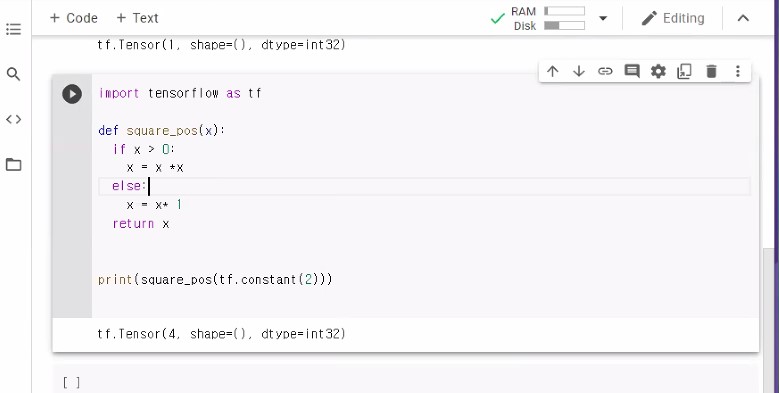 + Code + Text
RAM
Disk
Editing
tf.Tensor(1, shape=(), dtype=int32)
import tensorflow as tf
def square_pos(x):
if x > 0:
x = x *x
else:
x = x* 1
return x
print(square_pos(tf.constant(2)))
tf.Tensor(4, shape=(), dtype=int32)
[ ]